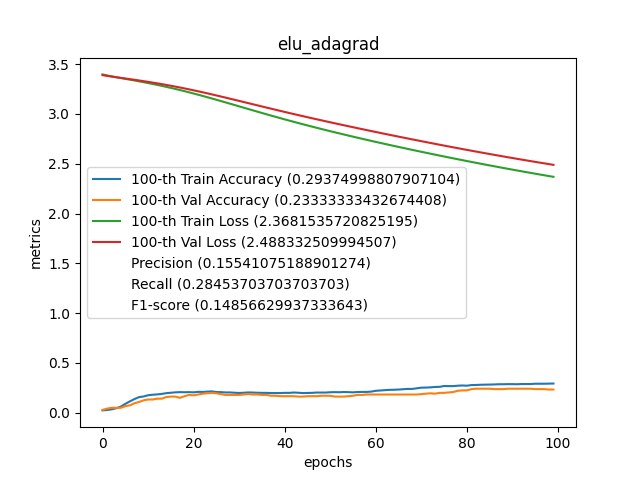 elu_adagrad
3.5
3.0
2.5
2.0
1.5
1.0
0.5
0.0
metrics
100-th Train Accuracy (0.29374998807907104)
100-th Val Accuracy (0.23333333432674408)
100-th Train Loss (2.3681535720825195)
100-th Val Loss (2.488332509994507)
Precision (0.15541075188901274)
Recall (0.28453703703703703)
F1-score (0.14856629937333643)
0 20 40 60 80 100
epochs